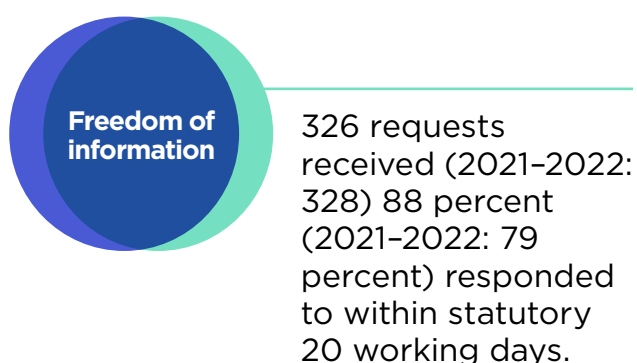 Freedom of
information
326 requests
received (2021–2022:
328) 88 percent
(2021–2022: 79
percent) responded
to within statutory
20 working days.